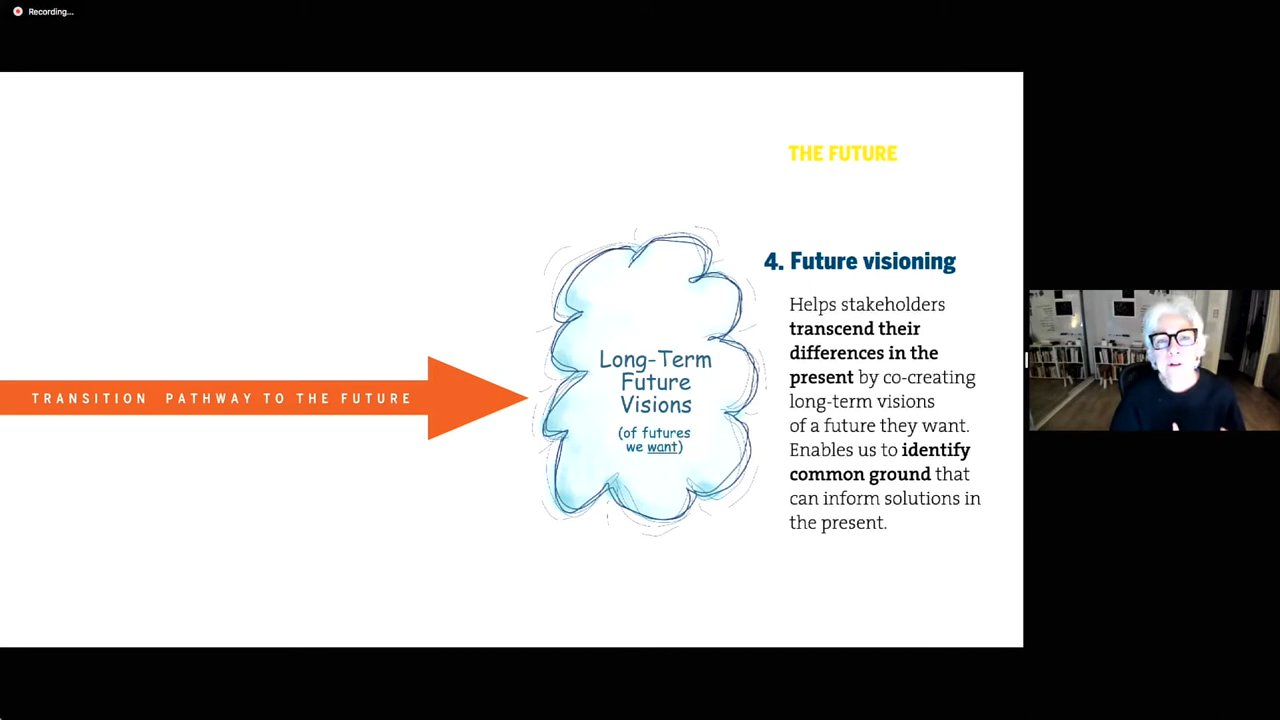 Recording...
THE FUTURE
4. Future visioning
Helps stakeholders
transcend their
differences in the
present by co-creating
long-term visions
of a future they want.
Enables us to identify
common ground that
can inform solutions in
the present.
Long-Term
Future
Visions
(of futures
we want)
TRANSITION PATHWAY TO THE FUTURE